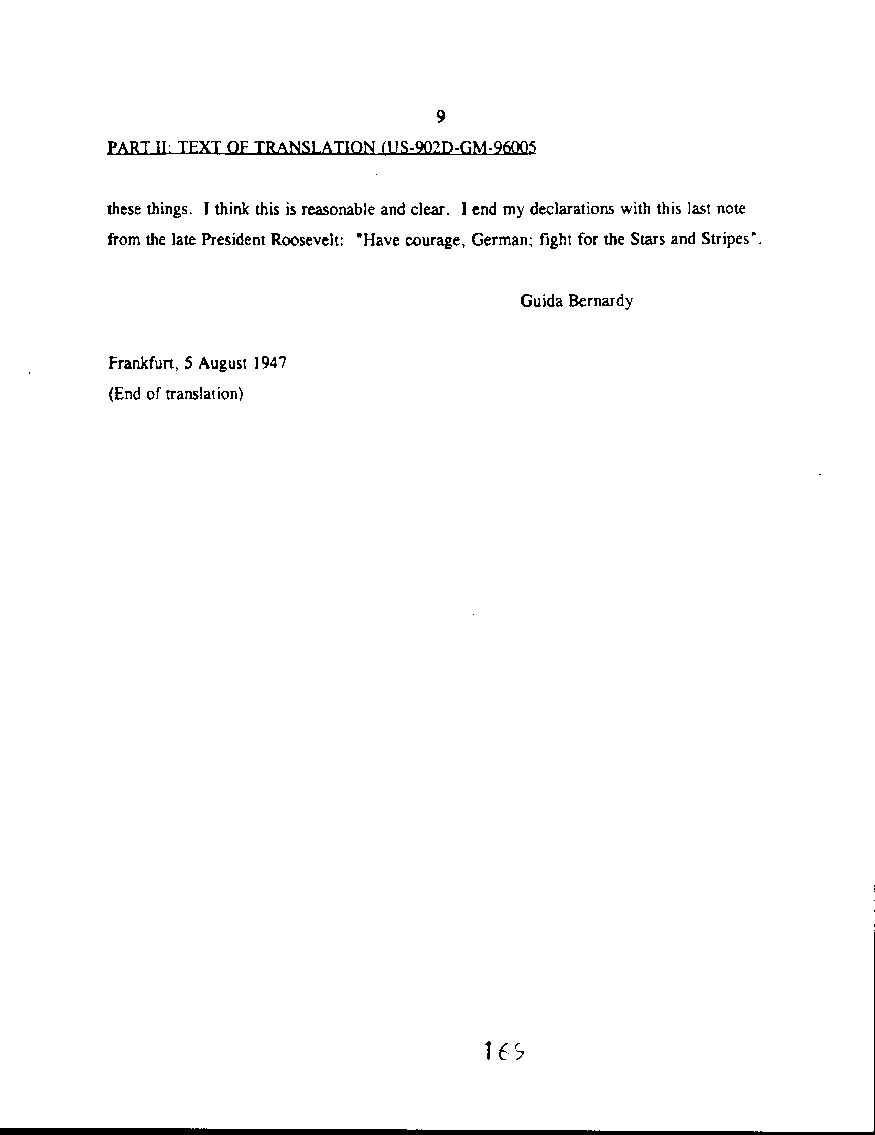 9
PART II: TEXT OF TRANSLATION (US-902D-GM-96005
these things. I think this is reasonable and clear. I end my declarations with this last note
from the late President Roosevelt: "Have courage, German; fight for the Stars and Stripes".
Guida Bernardy
Frankfurt, 5 August 1947
(End of translation)
165